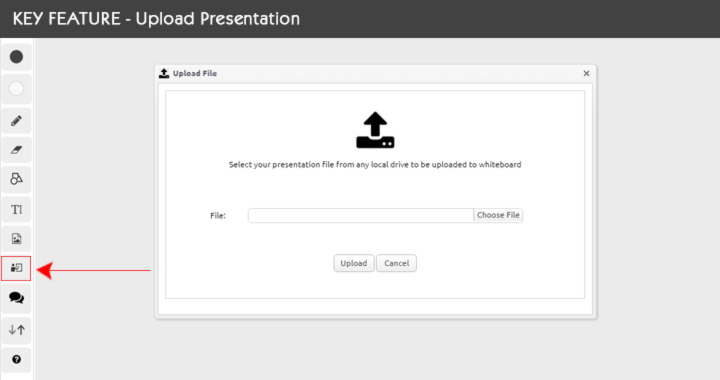 KEY FEATURE - Upload Presentation
Upload File
Select your presentation file from any local drive to be uploaded to whiteboard
File:
Choose File
Upload
Cancel
TI